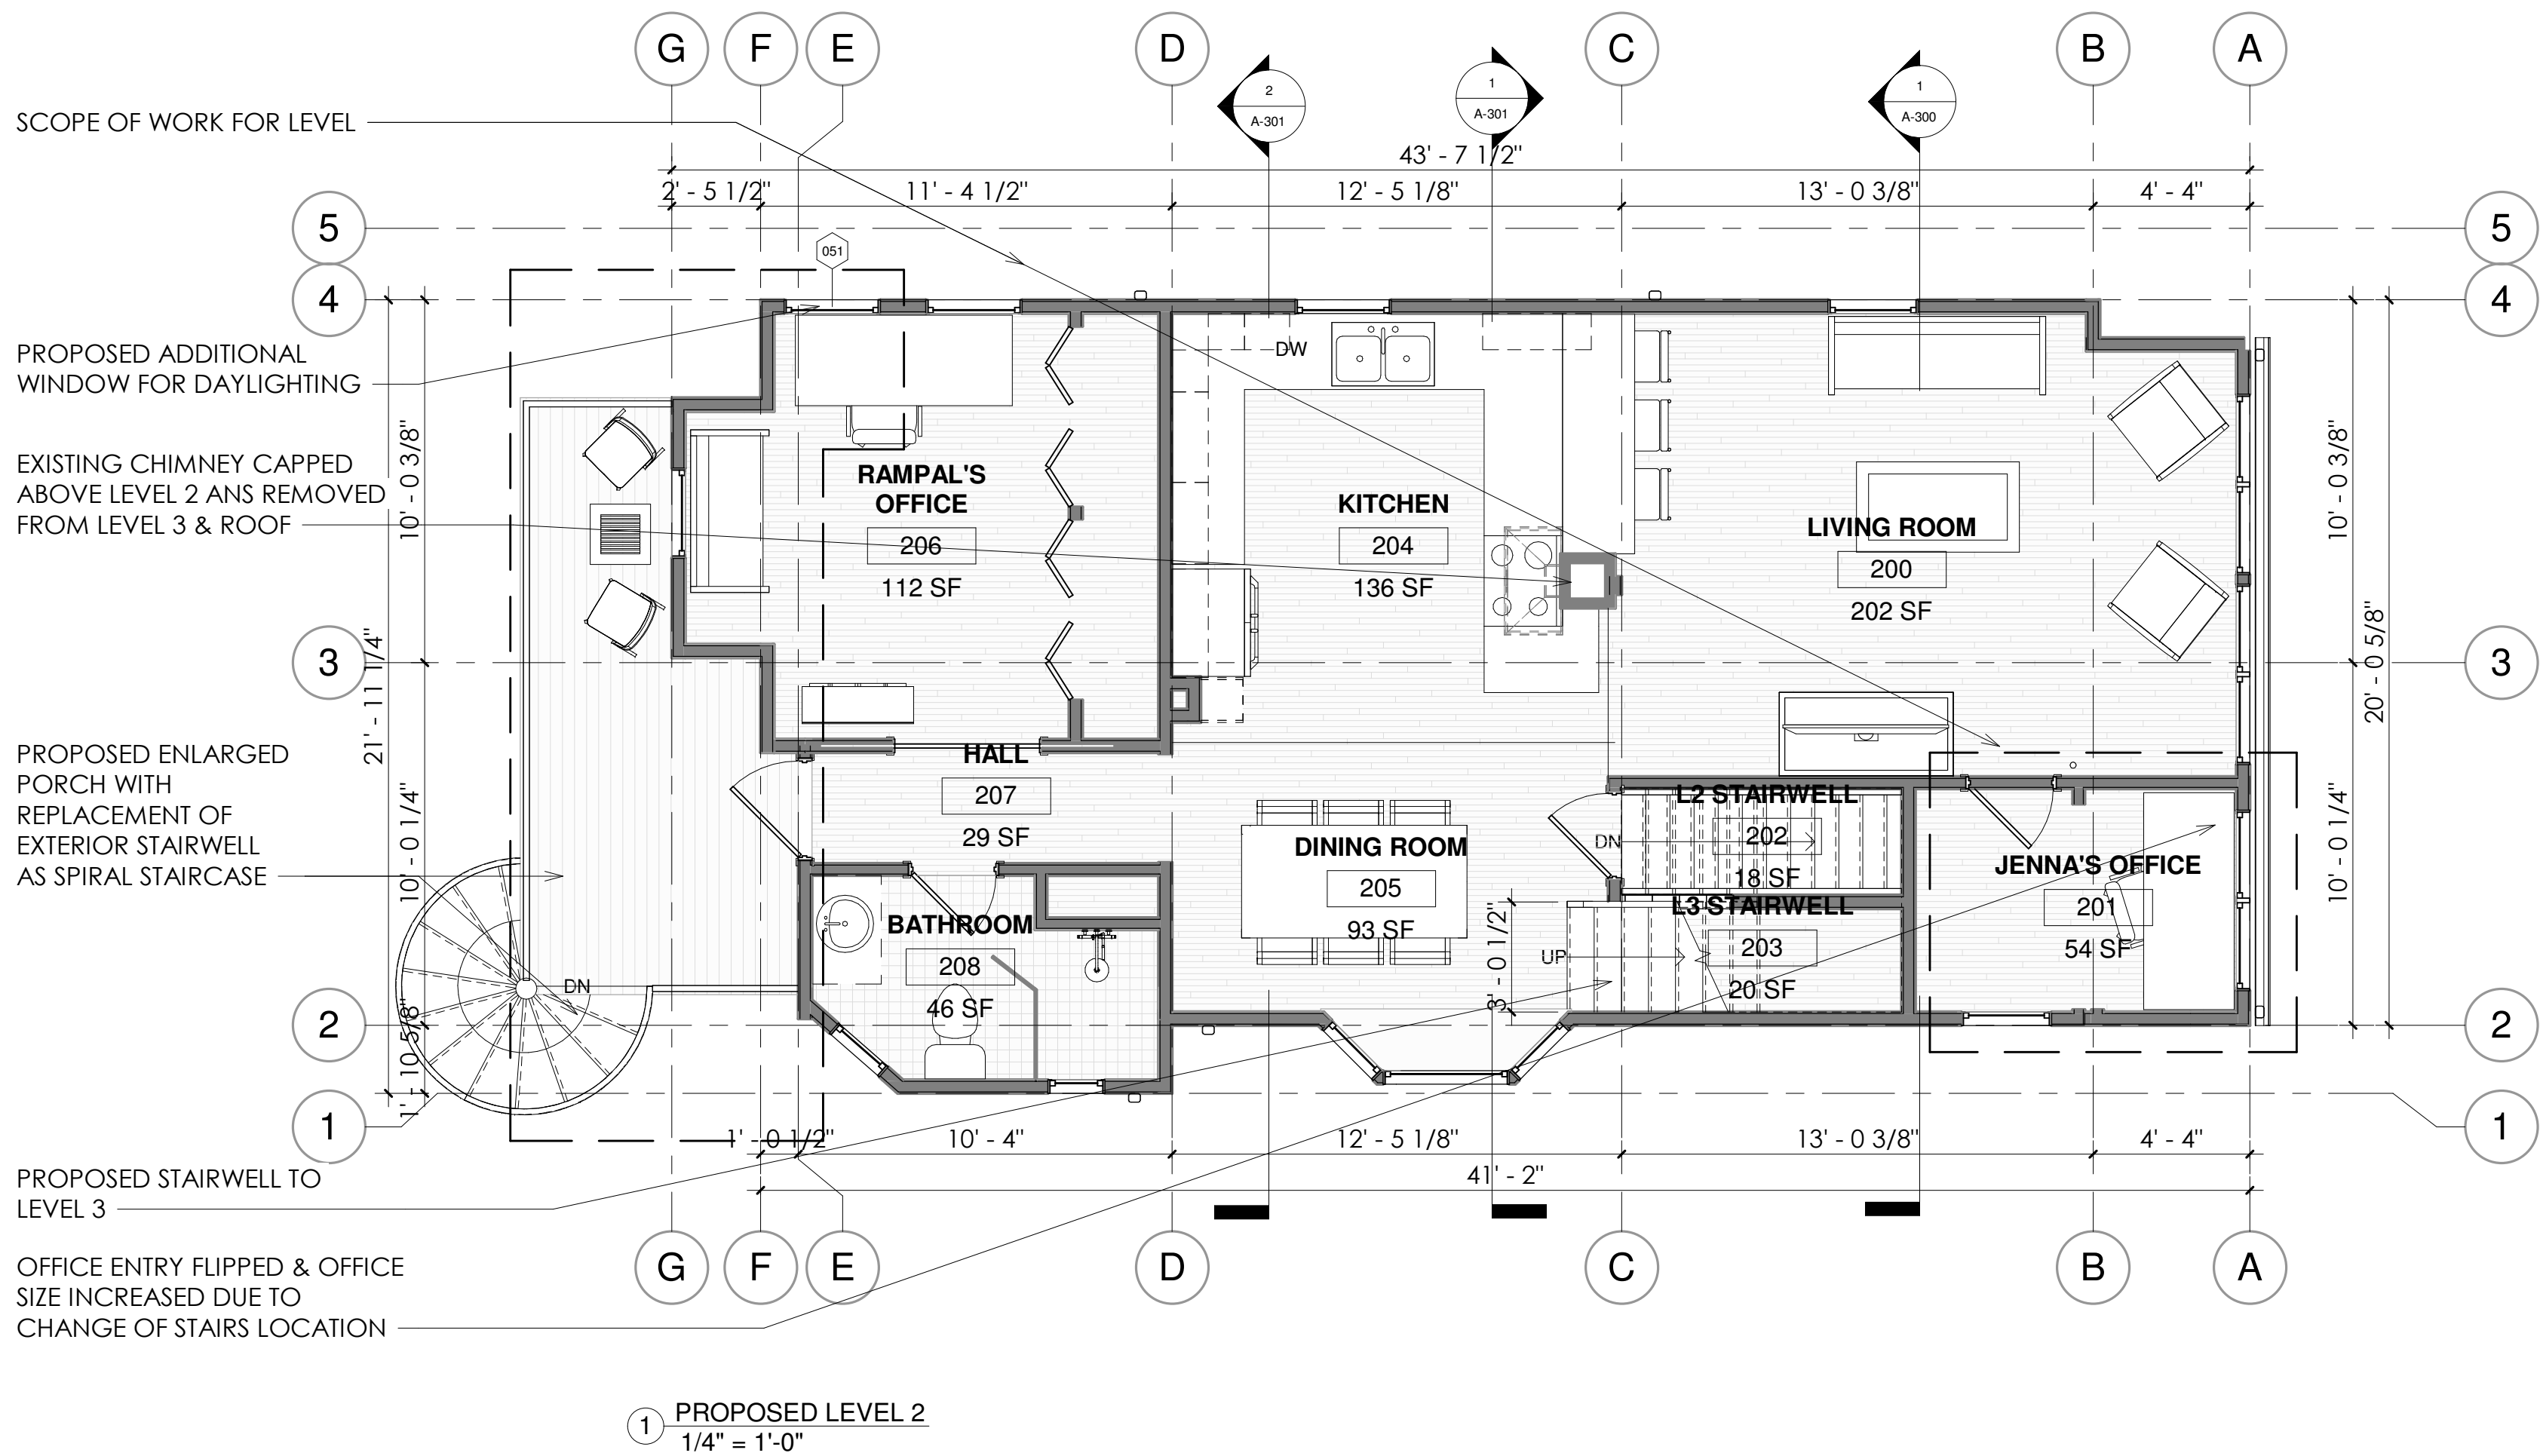 G F E D C B A
2
A-301
1
A-301
1
A-300
SCOPE OF WORK FOR LEVEL
43' - 7 1/2"
2' - 5 1/2"
11' - 4 1/2"
12' - 5 1/8"
13' - 0 3/8"
4' - 4"
5
5
051
4
4
PROPOSED ADDITIONAL
WINDOW FOR DAYLIGHTING
EXISTING CHIMNEY CAPPED
ABOVE LEVEL 2 ANS REMOVED
FROM LEVEL 3 & ROOF
10' - 0 3/8"
21' - 11 1/4"
DW
RAMPAL'S
OFFICE
206
112 SF
KITCHEN
204
136 SF
LIVING ROOM
200
202 SF
10' - 0 3/8"
20' - 0 5/8"
3
3
PROPOSED ENLARGED
PORCH WITH
REPLACEMENT OF
EXTERIOR STAIRWELL
AS SPIRAL STAIRCASE
10' - 0 1/4"
HALL
207
29 SF
DINING ROOM
205
93 SF
L2 STAIRWELL
DN
202
18 SF
L3 STAIRWELL
UP
203
20 SF
3' - 0 1/2"
JENNA'S OFFICE
201
54 SF
10' - 0 1/4"
BATHROOM
208
46 SF
DN
2
2
1' - 10 5/8"
1
1
1' - 0 1/2"
10' - 4"
12' - 5 1/8"
13' - 0 3/8"
4' - 4"
41' - 2"
PROPOSED STAIRWELL TO
LEVEL 3
OFFICE ENTRY FLIPPED & OFFICE
SIZE INCREASED DUE TO
CHANGE OF STAIRS LOCATION
G F E D C B A
1 PROPOSED LEVEL 2
1/4" = 1'-0"